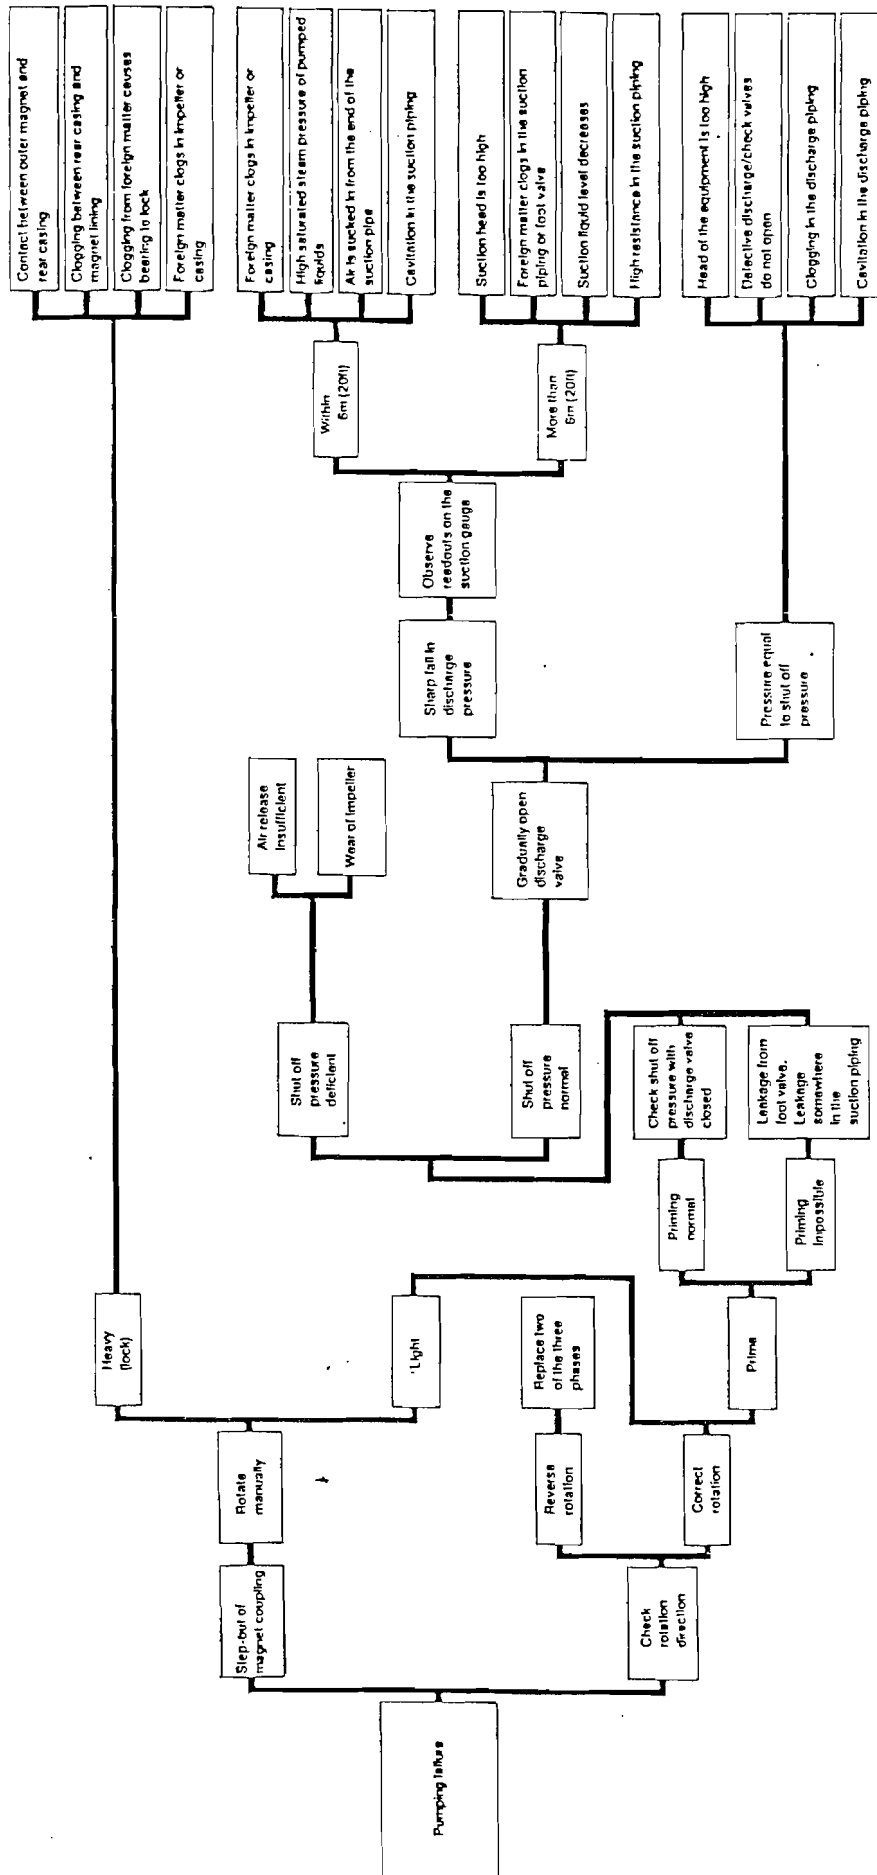 Pumping failure
Step-out of
magnet coupling
Rotate
manually
Heavy
(lock)
Contact between outer magnet and
rear casing
Clogging between rear casing and
magnet lining
Clogging from foreign matter causes
bearing to lock
Foreign matter clogs in impeller or
casing
Light
Check
rotation
direction
Reverse
rotation
Replace two
of the three
phases
Correct
rotation
Prime
Priming
normal
Check shut off
pressure with
discharge valve
closed
Priming
impossible
Leakage from
foot valve.
Leakage
somewhere
in the
suction piping
Shut off
pressure
deficient
Air release
insufficient
Wear of impeller
Shut off
pressure
normal
Gradually open
discharge
valve
Sharp fall in
discharge
pressure
Observe
readouts on the
suction gauge
Within
6m (20ft)
Foreign matter clogs in impeller or
casing
High saturated steam pressure of pumped
liquids
Air is sucked in from the end of the
suction pipe
Cavitation in the suction piping
More than
6m (20ft)
Suction head is too high
Foreign matter clogs in the suction
piping or foot valve
Suction liquid level decreases
High resistance in the suction piping
Pressure equal
to shut off
pressure
Head of the equipment is too high
Defective discharge/check valves
do not open
Clogging in the discharge piping
Cavitation in the discharge piping